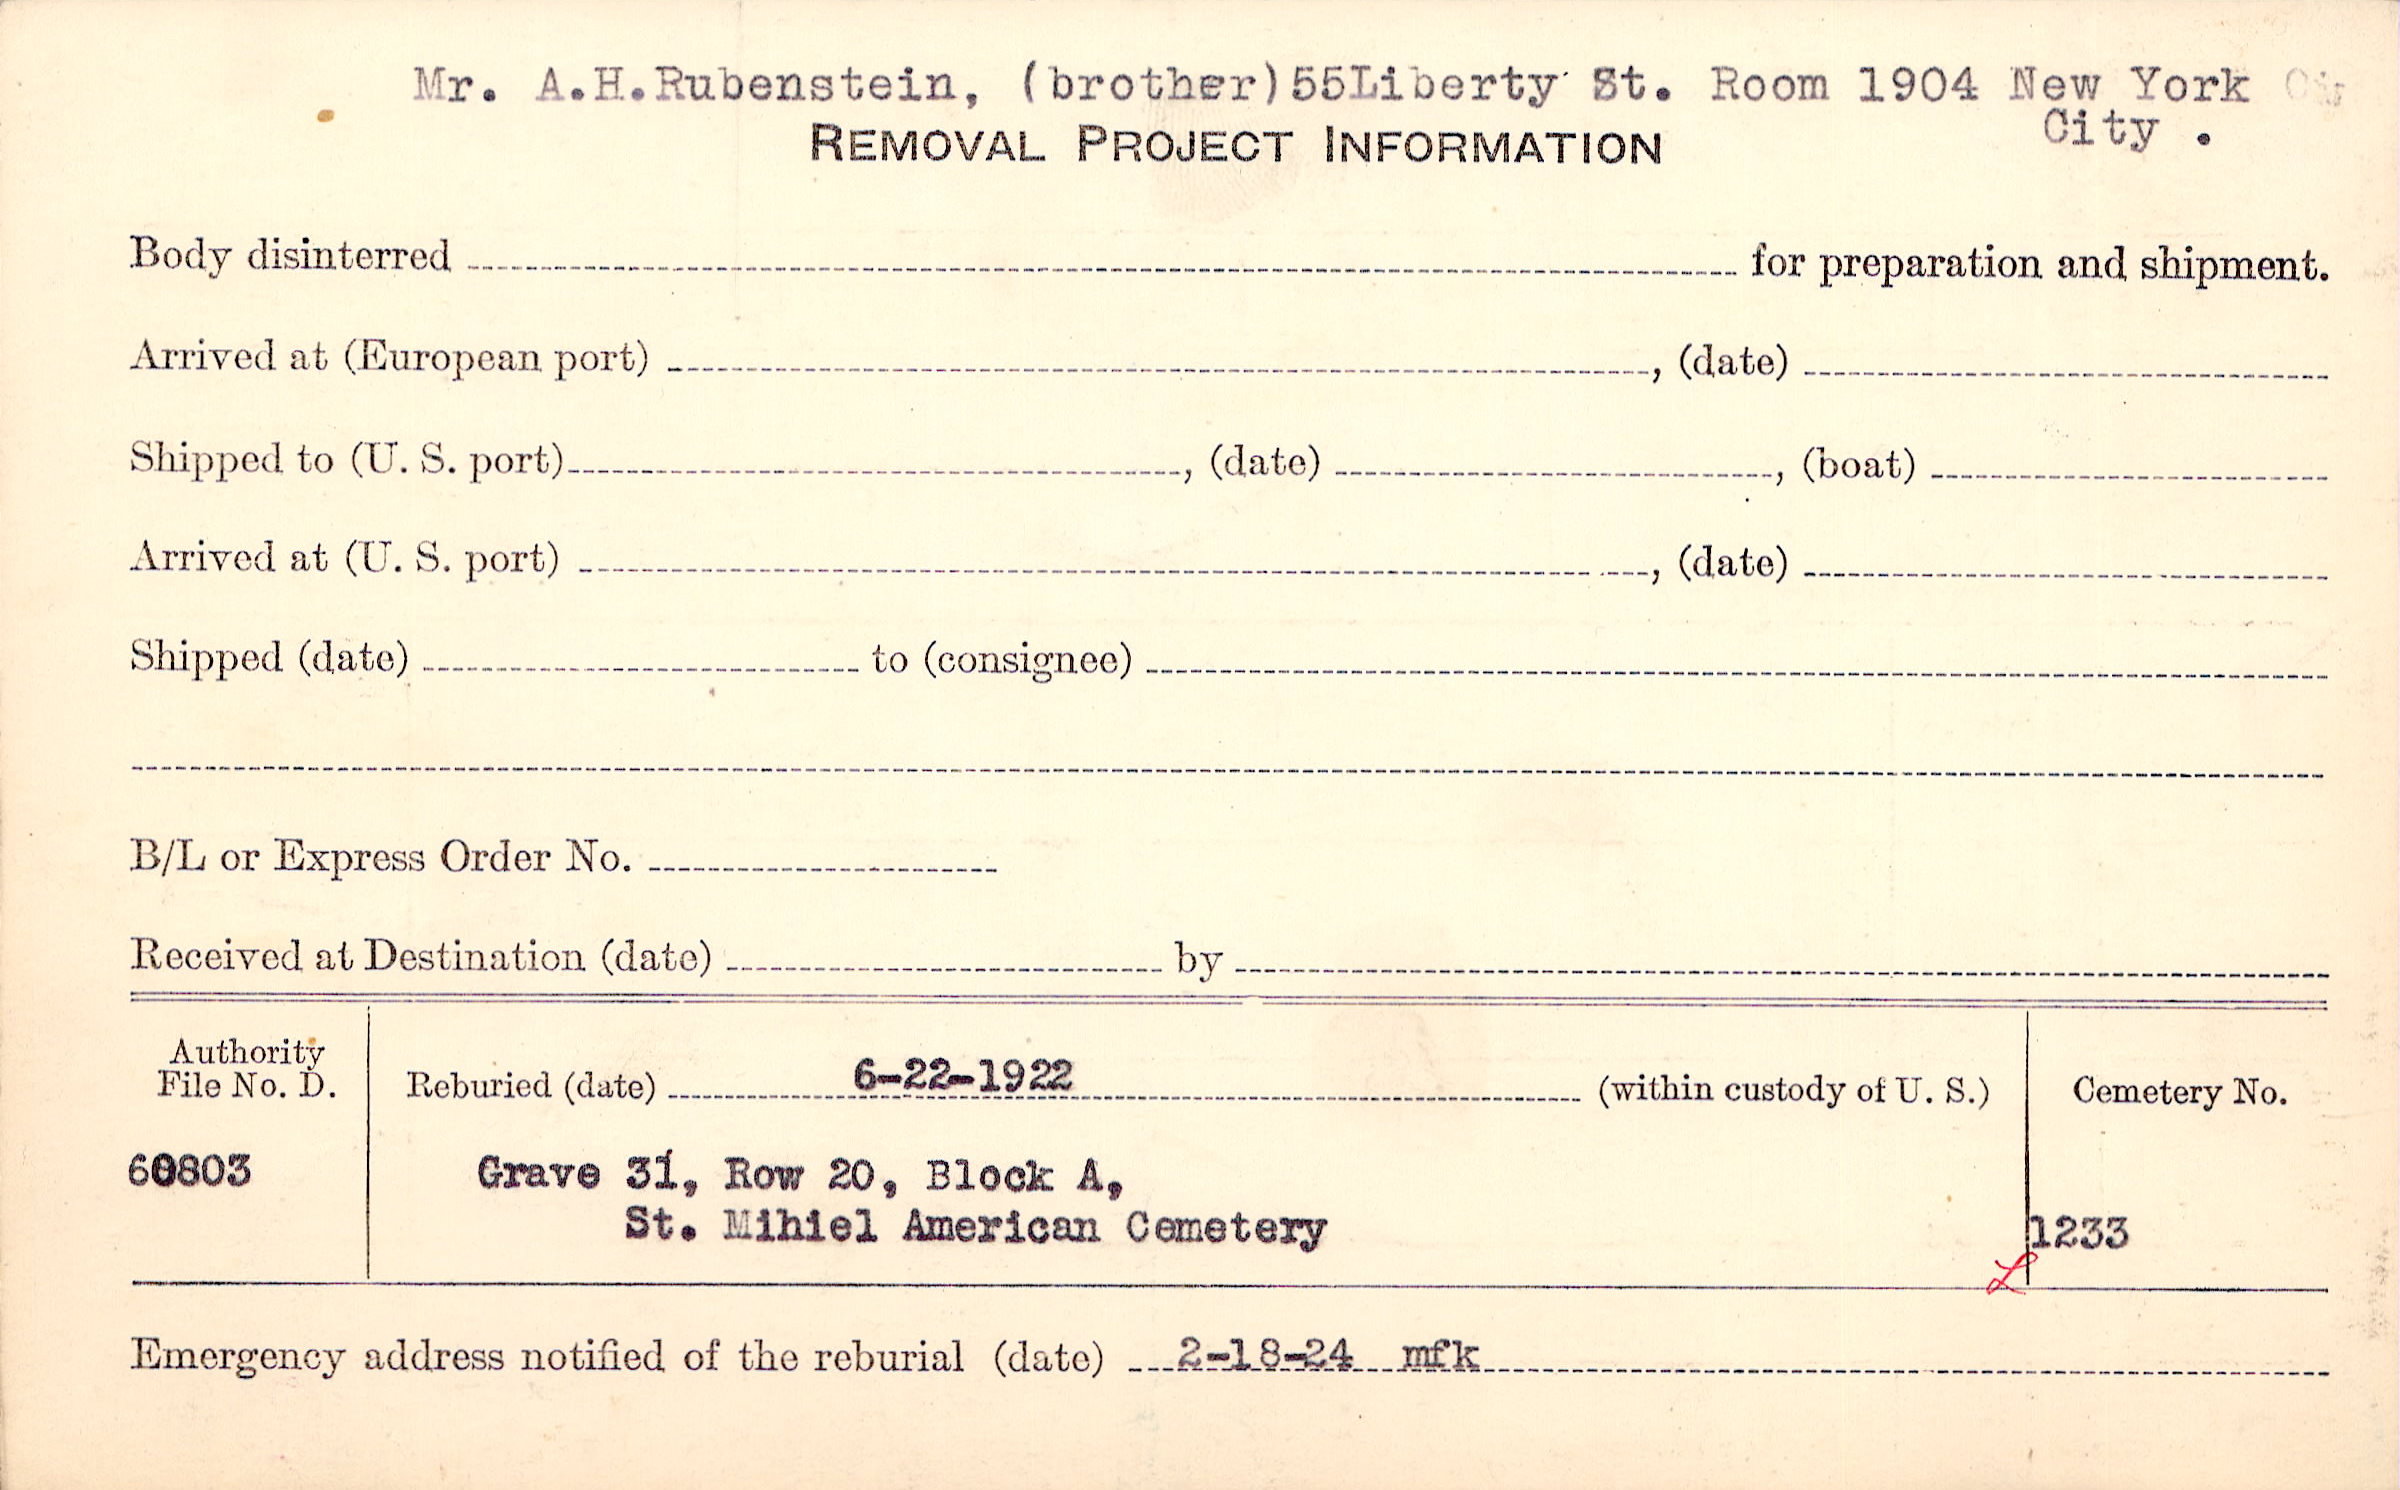 Mr. A.H.Rubenstein, (brother)55Liberty St. Room 1904 New York
City .
REMOVAL PROJECT INFORMATION
Body disinterred for preparation and shipment.
Arrived at (European port) , (date)
Shipped to (U. S. port) , (date) , (boat)
Arrived at (U. S. port) , (date)
Shipped (date) to (consignee)
B/L or Express Order No.
Received at Destination (date) by
Authority
File No. D.
60803
Reburied (date) 6-22-1922 (within custody of U. S.)
Grave 31, Row 20, Block A,
St. Mihiel American Cemetery
Cemetery No.
1233
L
Emergency address notified of the reburial (date) 2-18-24 mfk